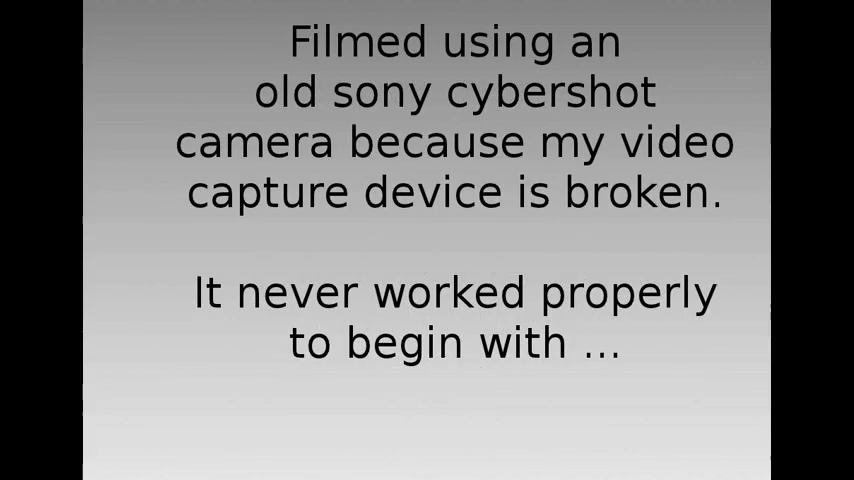 Filmed using an
old sony cybershot
camera because my video
capture device is broken.
It never worked properly
to begin with ...